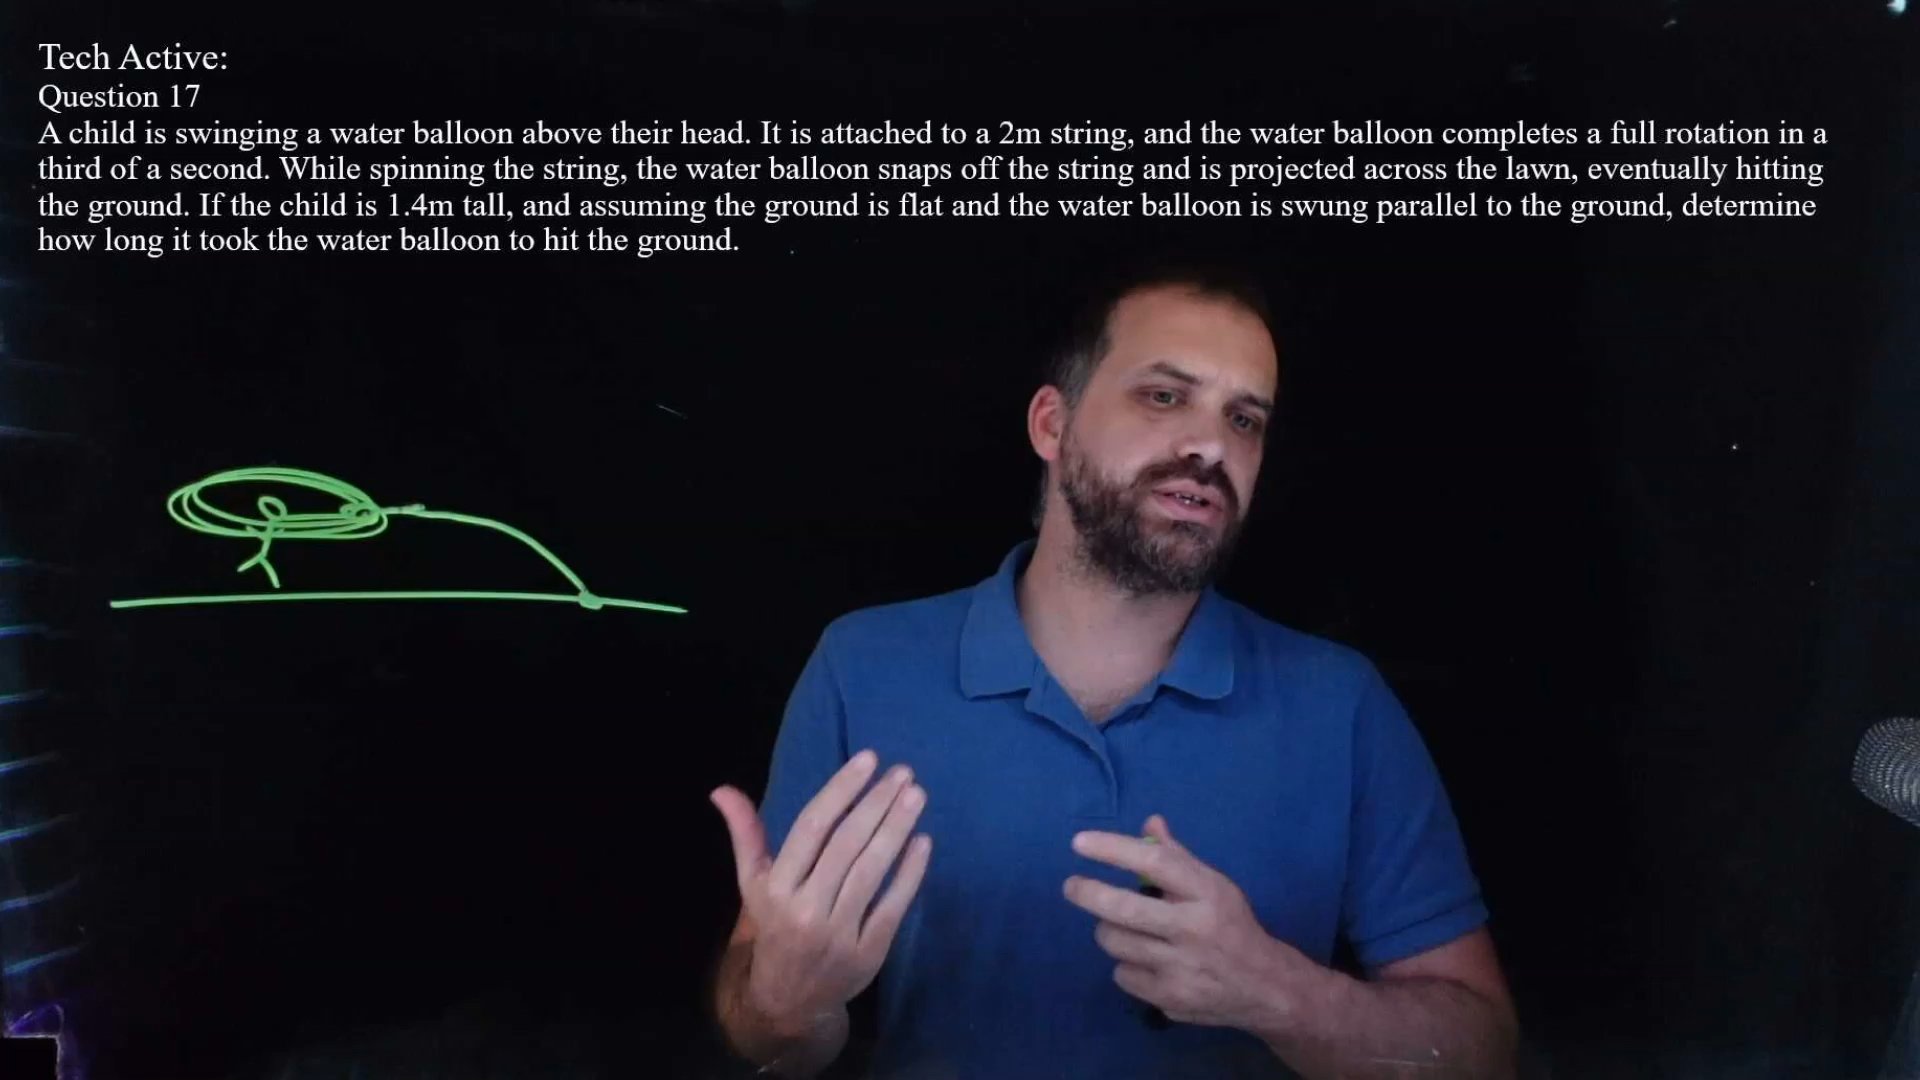 Tech Active:
Question 17
A child is swinging a water balloon above their head. It is attached to a 2m string, and the water balloon completes a full rotation in a
third of a second. While spinning the string, the water balloon snaps off the string and is projected across the lawn, eventually hitting
the ground. If the child is 1.4m tall, and assuming the ground is flat and the water balloon is swung parallel to the ground, determine
how long it took the water balloon to hit the ground.